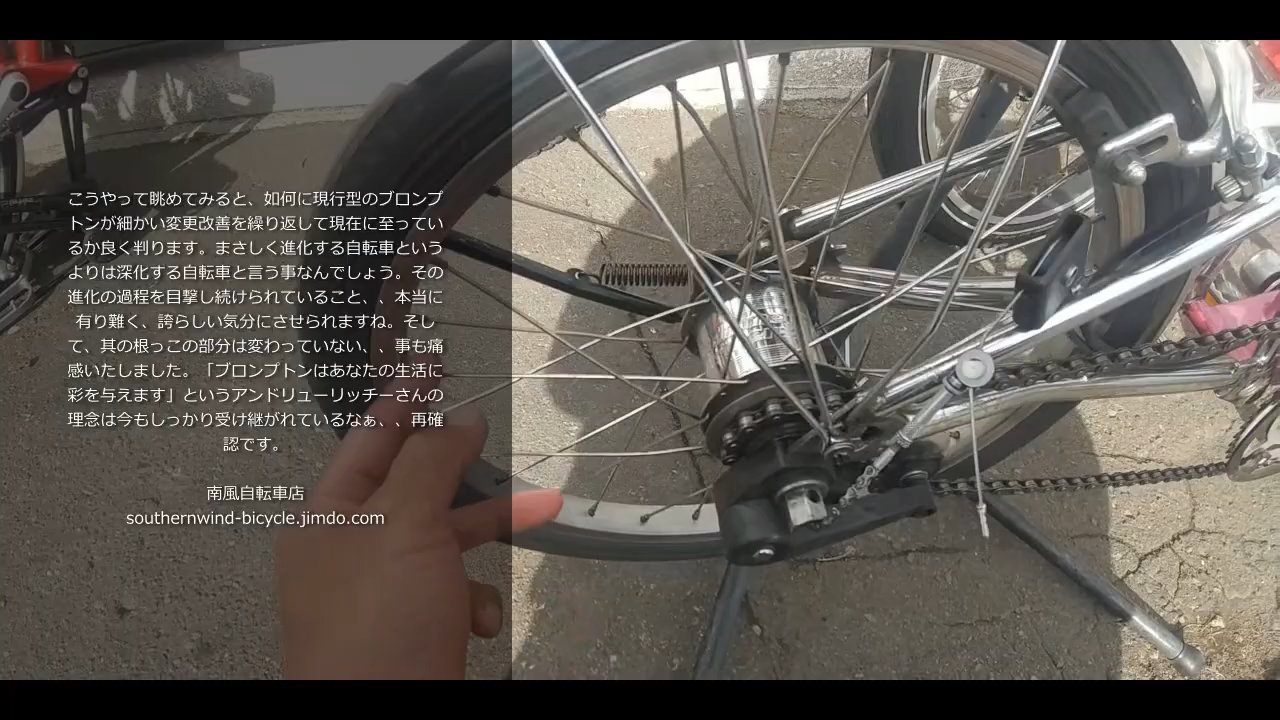 こうやって眺めてみると、如何に現行型のブロンプ
トンが細かい変更改善を繰り返して現在に至ってい
るか良く判ります。まさしく進化する自転車という
よりは深化する自転車と言う事なんでしょう。その
進化の過程を目撃し続けられていること、、本当に
有り難く、誇らしい気分にさせられますね。そし
て、其の根っこの部分は変わっていない、、事も痛
感いたしました。「ブロンプトンはあなたの生活に
彩を与えます」というアンドリューリッチーさんの
理念は今もしっかり受け継がれているなぁ、、再確
認です。
南風自転車店
southernwind-bicycle.jimdo.com